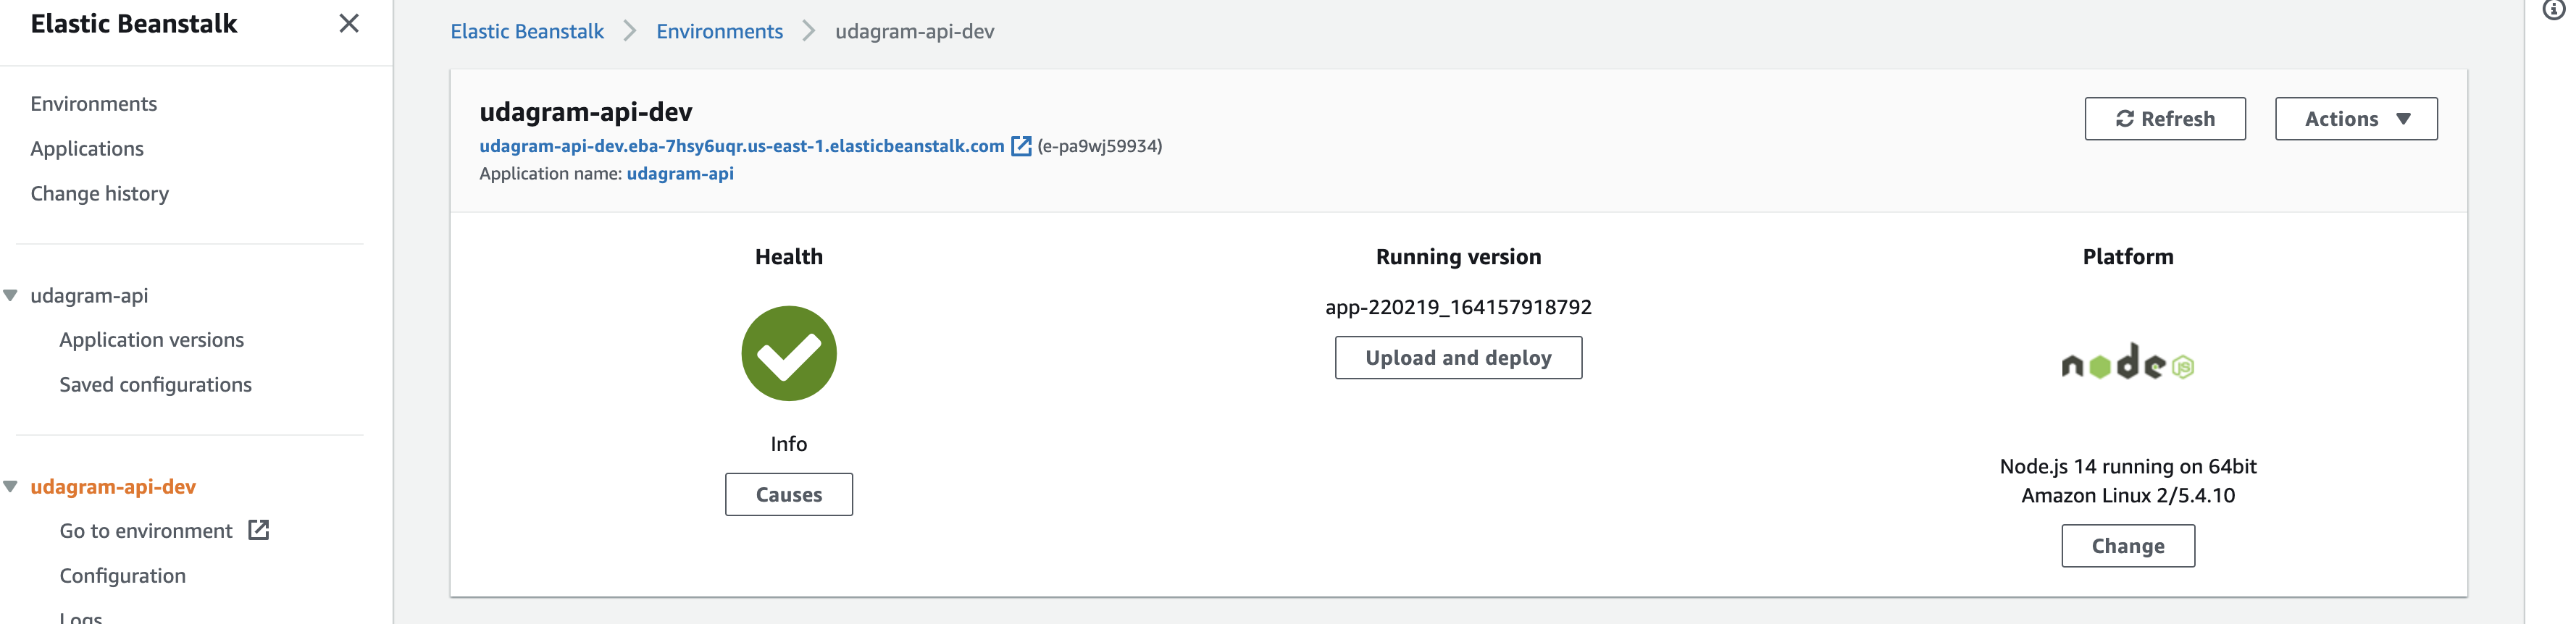 Elastic Beanstalk
Environments
Applications
Change history
udagram-api
Application versions
Saved configurations
udagram-api-dev
Go to environment
Configuration
Logs
Elastic Beanstalk > Environments > udagram-api-dev
udagram-api-dev
udagram-api-dev.eba-7hsy6uqr.us-east-1.elasticbeanstalk.com (e-pa9wj59934)
Application name: udagram-api
Refresh
Actions
Health
Info
Causes
Running version
app-220219_164157918792
Upload and deploy
Platform
node JS
Node.js 14 running on 64bit
Amazon Linux 2/5.4.10
Change